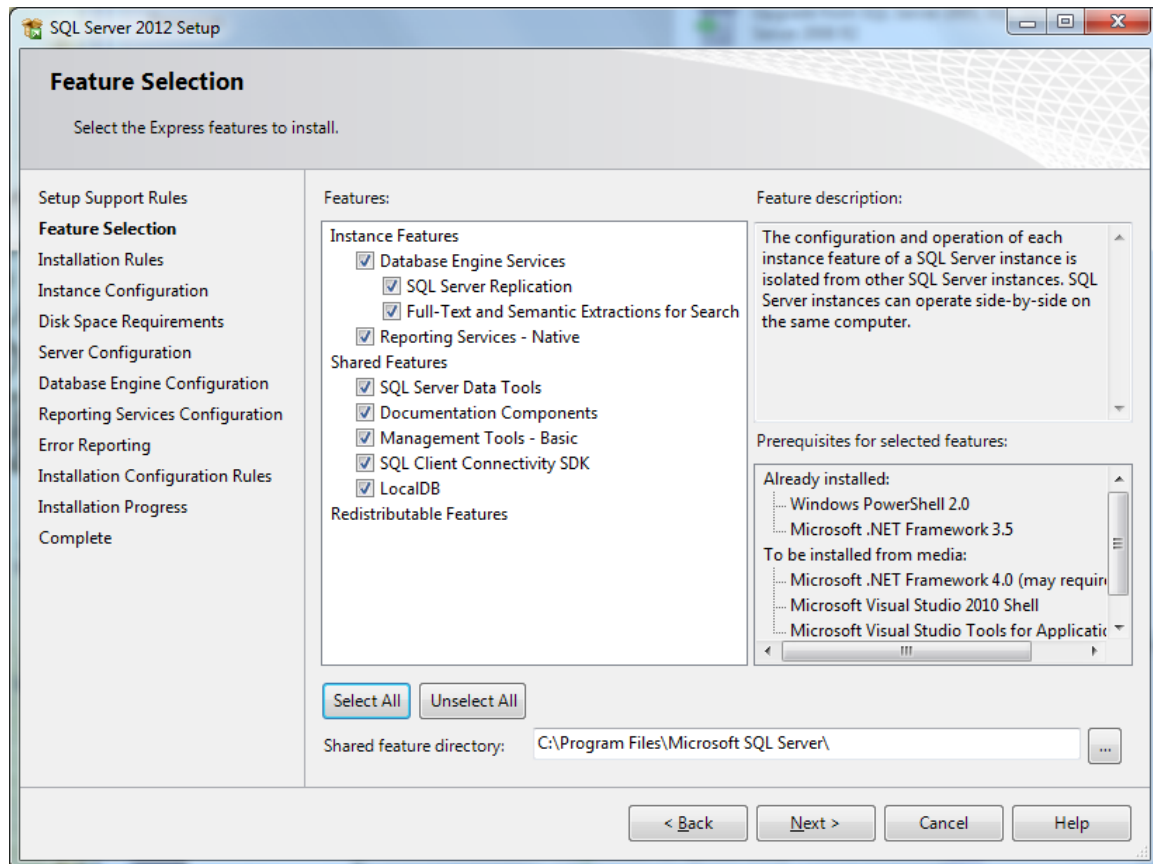 SQL Server 2012 Setup
Feature Selection
Select the Express features to install.
Setup Support Rules
Feature Selection
Installation Rules
Instance Configuration
Disk Space Requirements
Server Configuration
Database Engine Configuration
Reporting Services Configuration
Error Reporting
Installation Configuration Rules
Installation Progress
Complete
Features:
Instance Features
Database Engine Services
SQL Server Replication
Full-Text and Semantic Extractions for Search
Reporting Services - Native
Shared Features
SQL Server Data Tools
Documentation Components
Management Tools - Basic
SQL Client Connectivity SDK
LocalDB
Redistributable Features
Feature description:
The configuration and operation of each
instance feature of a SQL Server instance is
isolated from other SQL Server instances. SQL
Server instances can operate side-by-side on
the same computer.
Prerequisites for selected features:
Already installed:
Windows PowerShell 2.0
Microsoft .NET Framework 3.5
To be installed from media:
Microsoft .NET Framework 4.0 (may requir
Microsoft Visual Studio 2010 Shell
Microsoft Visual Studio Tools for Applicatic
Select All
Unselect All
Shared feature directory:
C:\Program Files\Microsoft SQL Server\
...
< Back
Next >
Cancel
Help